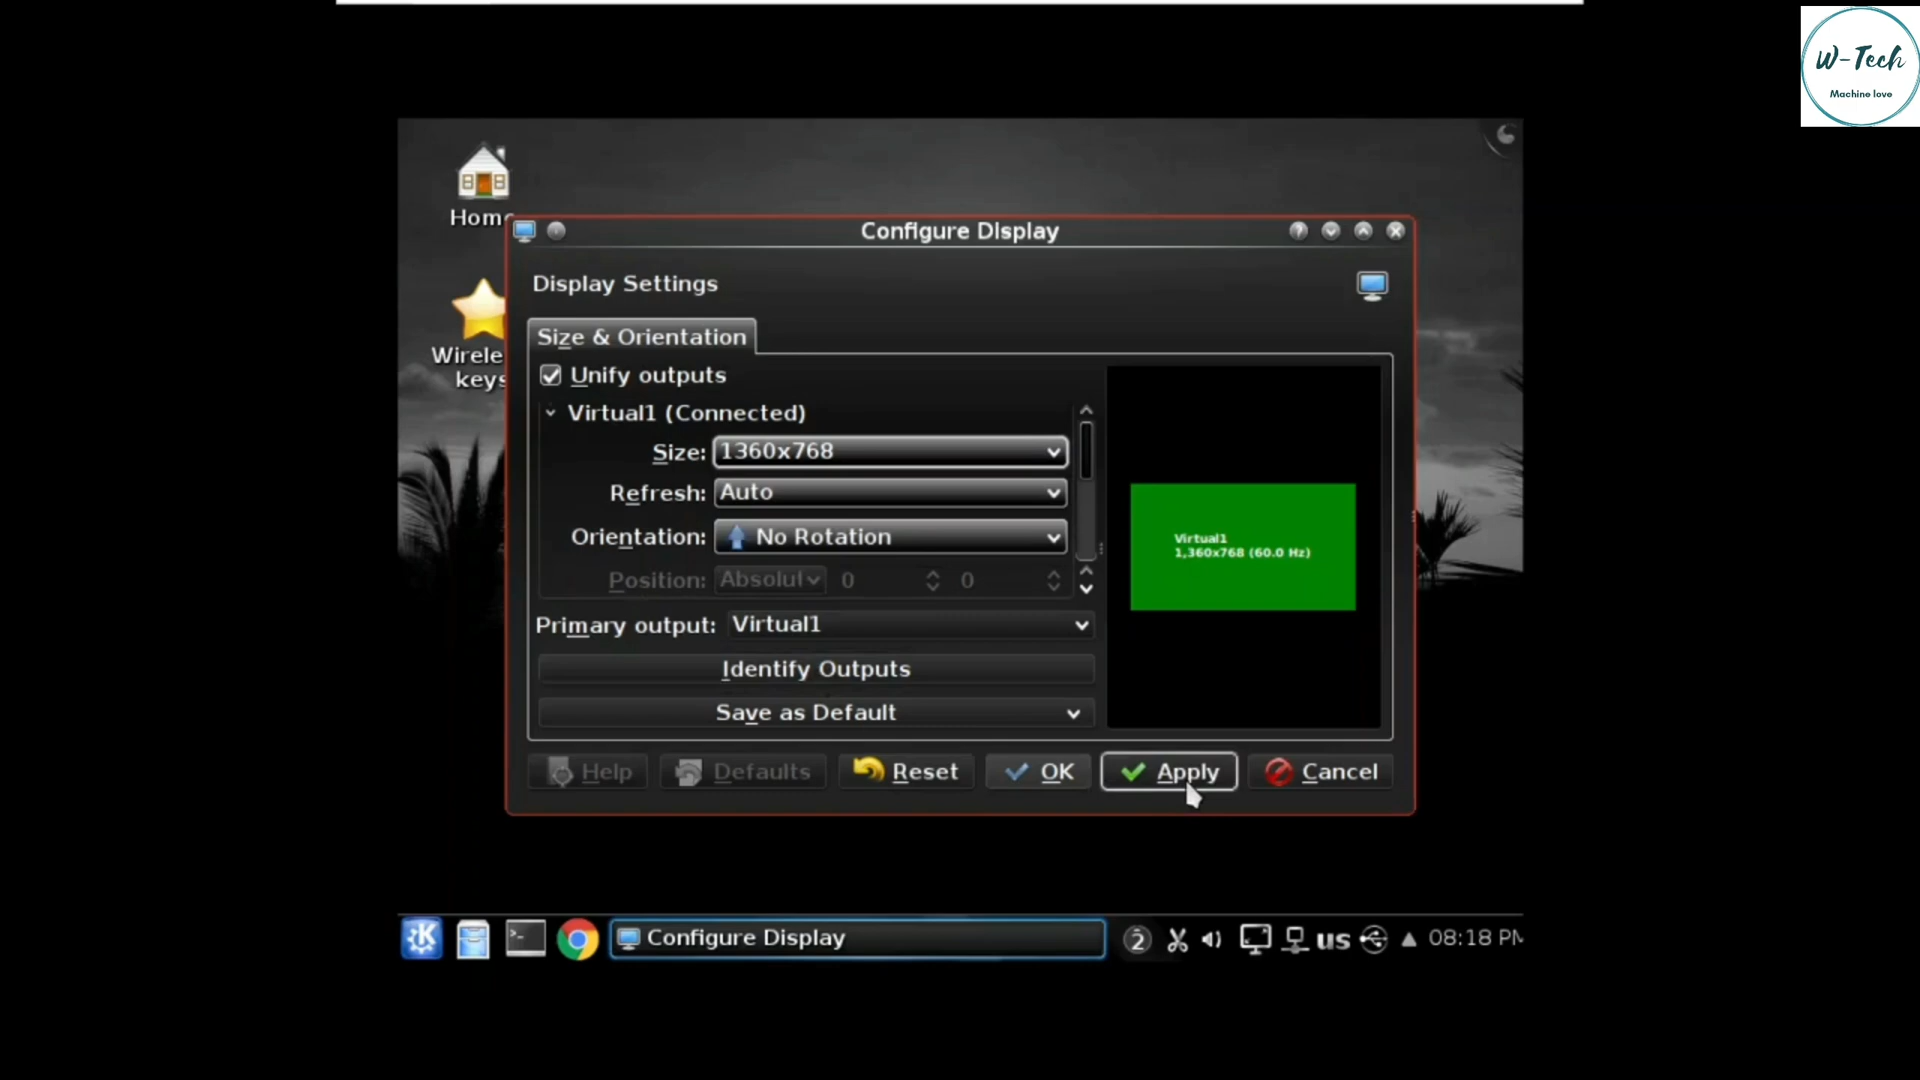 W-Tech
Machine love
Home
Configure Display
Display Settings
Size & Orientation
Wirele
keys
Unify outputs
Virtual1 (Connected)
Size: 1360x768
Refresh: Auto
Orientation: No Rotation
Position: Absolut 0 0
Virtual1
1,360x768 (60.0 Hz)
Primary output: Virtual1
Identify Outputs
Save as Default
Help Defaults Reset OK Apply Cancel
Configure Display 2 us 08:18 PM